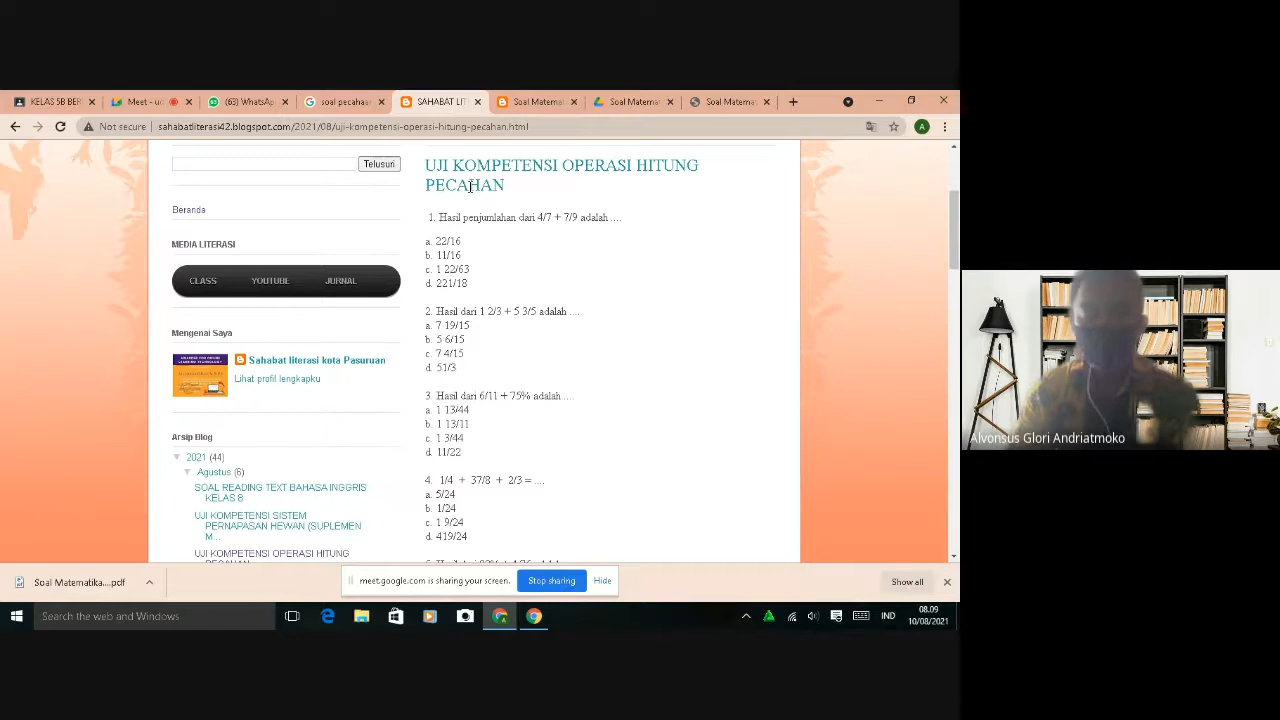 KELAS 5B BER
Meet - ud
(63) WhatsAp
soal pecahaan
SAHABAT LIT
Soal Matemat
Soal Matemat
Soal Matemat
Not secure
sahabatliterasi42.blogspot.com/2021/08/uji-kompetensi-operasi-hitung-pecahan.html
A
Telusuri
Beranda
MEDIA LITERASI
CLASS YOUTUBE JURNAL
Mengenai Saya
Sahabat literasi kota Pasuruan
Lihat profil lengkapku
Arsip Blog
▼ 2021 (44)
▼ Agustus (6)
SOAL READING TEXT BAHASA INGGRIS
KELAS 8
UJI KOMPETENSI SISTEM
PERNAPASAN HEWAN (SUPLEMEN
M...
UJI KOMPETENSI OPERASI HITUNG
UJI KOMPETENSI OPERASI HITUNG
PECAHAN
1. Hasil penjumlahan dari 4/7 + 7/9 adalah ....
a. 22/16
b. 11/16
c. 1 22/63
d. 221/18
2. Hasil dari 1 2/3 + 5 3/5 adalah ....
a. 7 19/15
b. 5 6/15
c. 7 4/15
d. 51/3
3. Hasil dari 6/11 + 75% adalah ....
a. 1 13/44
b. 1 13/11
c. 1 3/44
d. 11/22
4. 1/4 + 37/8 + 2/3 = ....
a. 5/24
b. 1/24
c. 1 9/24
d. 419/24
Alvonsus Glori Andriatmoko
meet.google.com is sharing your screen.
Stop sharing
Hide
Soal Matematika....pdf
Show all
Search the web and Windows
IND
08.09
10/08/2021